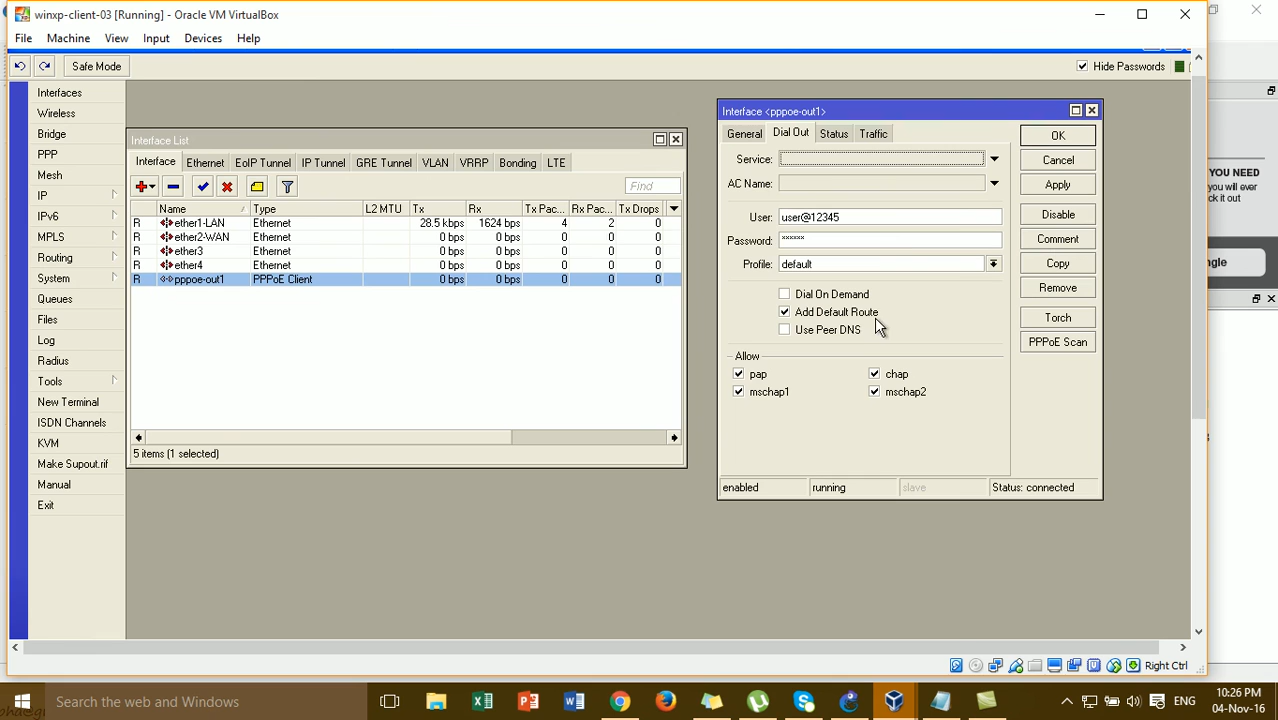 winxp-client-03 [Running] - Oracle VM VirtualBox
File Machine View Input Devices Help
Safe Mode
Hide Passwords
Interfaces
Wireless
Bridge
PPP
Mesh
IP
IPv6
MPLS
Routing
System
Queues
Files
Log
Radius
Tools
New Terminal
ISDN Channels
KVM
Make Supout.rif
Manual
Exit
Interface List
Interface Ethernet EoIP Tunnel IP Tunnel GRE Tunnel VLAN VRRP Bonding LTE
Find
Name Type L2 MTU Tx Rx Tx Pac... Rx Pac... Tx Drops
R ether1-LAN Ethernet 28.5 kbps 1624 bps 4 2 0
R ether2-WAN Ethernet 0 bps 0 bps 0 0 0
R ether3 Ethernet 0 bps 0 bps 0 0 0
R ether4 Ethernet 0 bps 0 bps 0 0 0
R pppoe-out1 PPPoE Client 0 bps 0 bps 0 0 0
5 items (1 selected)
Interface <pppoe-out1>
General Dial Out Status Traffic
Service:
AC Name:
User: user@12345
Password: ******
Profile: default
Dial On Demand
Add Default Route
Use Peer DNS
Allow
pap chap
mschap1 mschap2
enabled running slave Status: connected
OK
Cancel
Apply
Disable
Comment
Copy
Remove
Torch
PPPoE Scan
YOU NEED
you will ever
ck it out
ngle
Right Ctrl
Search the web and Windows
ENG
10:26 PM
04-Nov-16